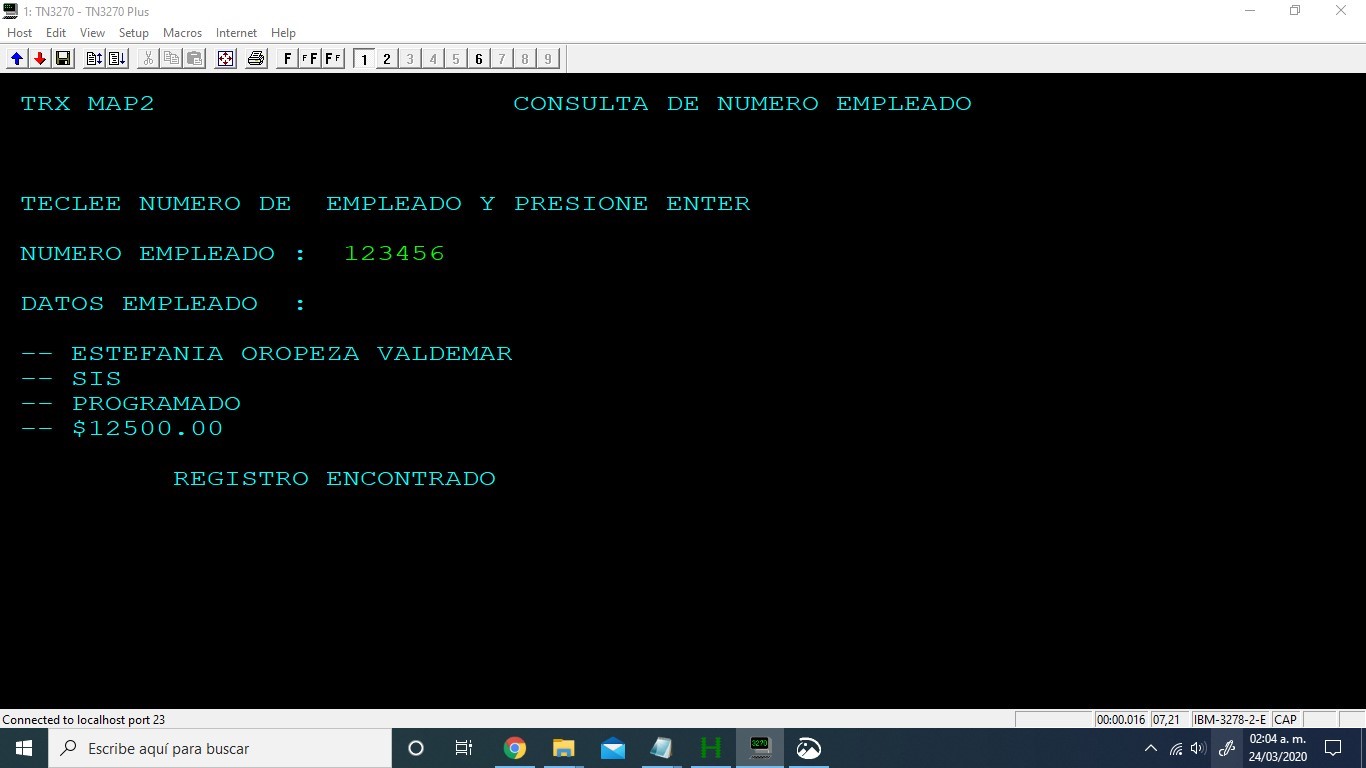 1: TN3270 - TN3270 Plus
Host Edit View Setup Macros Internet Help
F FF FF 1 2 3 4 5 6 7 8 9
TRX MAP2 CONSULTA DE NUMERO EMPLEADO
TECLEE NUMERO DE EMPLEADO Y PRESIONE ENTER
NUMERO EMPLEADO : 123456
DATOS EMPLEADO :
-- ESTEFANIA OROPEZA VALDEMAR
-- SIS
-- PROGRAMADO
-- $12500.00
REGISTRO ENCONTRADO
Connected to localhost port 23 00:00.016 07,21 IBM-3278-2-E CAP
Escribe aquí para buscar H 3270 02:04 a. m.
24/03/2020